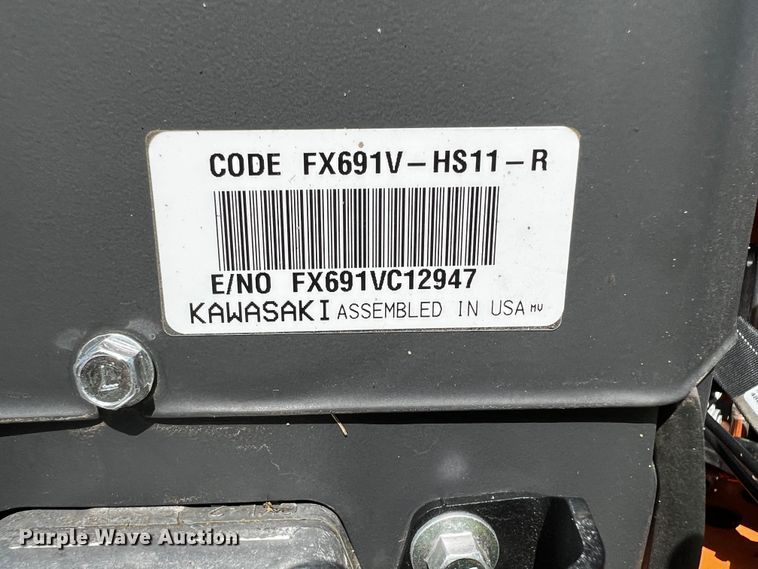 CODE FX691V-HS11-R
E/NO FX691VC12947
KAWASAKI ASSEMBLED IN USA MV
Purple Wave Auction